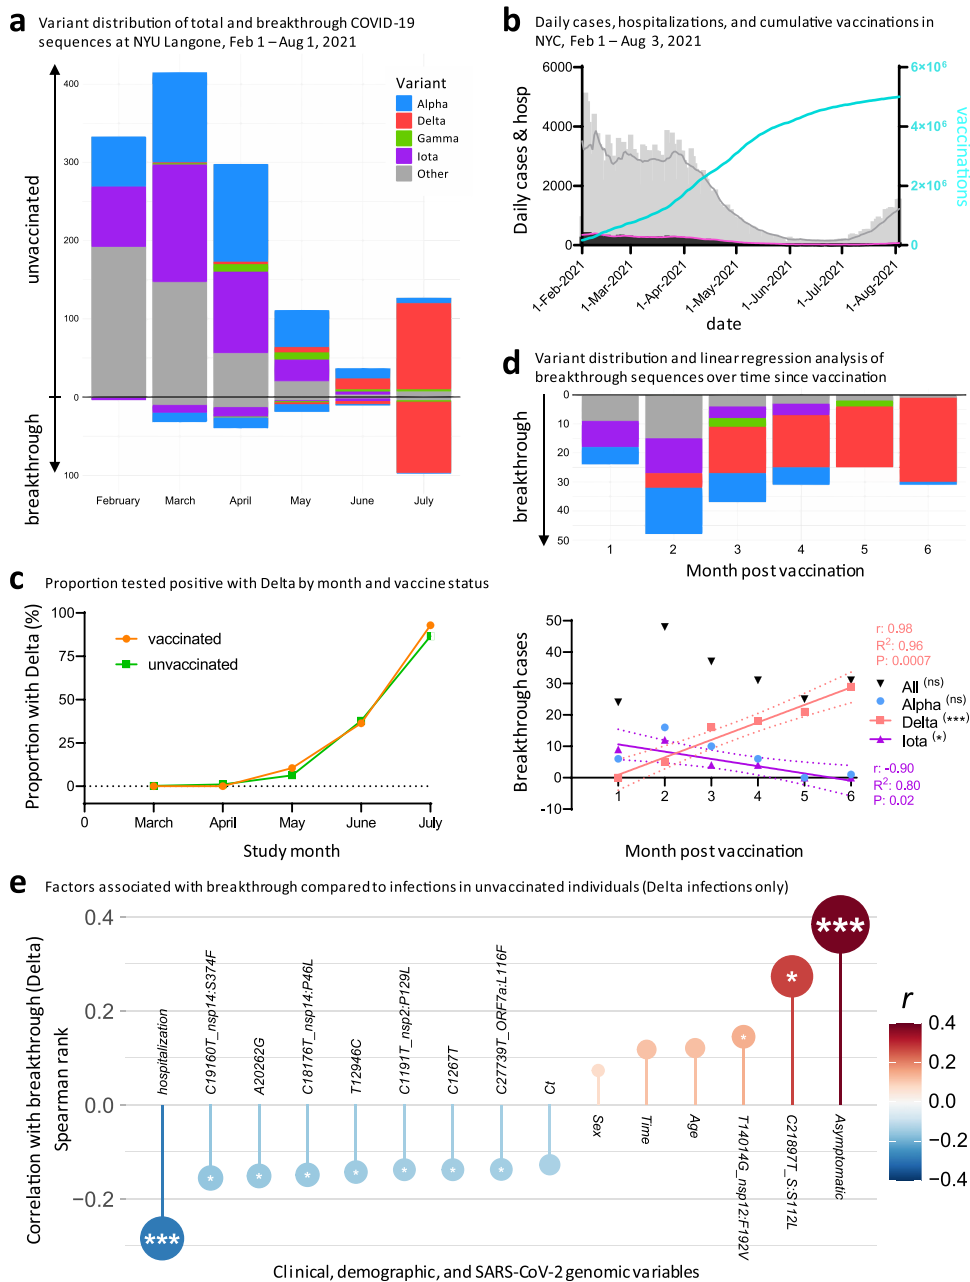 a Variant distribution of total and breakthrough COVID-19
sequences at NYU Langone, Feb 1 – Aug 1, 2021
unvaccinated
breakthrough
400
300
200
100
0
100
Variant
Alpha
Delta
Gamma
Iota
Other
February March April May June July
b Daily cases, hospitalizations, and cumulative vaccinations in
NYC, Feb 1 – Aug 3, 2021
Daily cases & hosp
6000
4000
2000
0
6×10⁶
4×10⁶
2×10⁶
0
vaccinations
1-Feb-2021
1-Mar-2021
1-Apr-2021
1-May-2021
1-Jun-2021
1-Jul-2021
1-Aug-2021
date
d Variant distribution and linear regression analysis of
breakthrough sequences over time since vaccination
breakthrough
0
10
20
30
40
50
1 2 3 4 5 6
Month post vaccination
c Proportion tested positive with Delta by month and vaccine status
Proportion with Delta (%)
100
75
50
25
0
vaccinated
unvaccinated
0 March April May June July
Study month
Breakthrough cases
50
40
30
20
10
0
-10
1 2 3 4 5 6
Month post vaccination
r: 0.98
R²: 0.96
P: 0.0007
All (ns)
Alpha (ns)
Delta (***)
Iota (*)
r: -0.90
R²: 0.80
P: 0.02
e Factors associated with breakthrough compared to infections in unvaccinated individuals (Delta infections only)
Correlation with breakthrough (Delta)
Spearman rank
0.4
0.2
0.0
−0.2
hospitalization
C19160T_nsp14:S374F
A20262G
C18176T_nsp14:P46L
T12946C
C1191T_nsp2:P129L
C1267T
C27739T_ORF7a:L116F
Ct
Sex
Time
Age
T14014G_nsp12:F192V
C21897T_S:S112L
Asymptomatic
***
*
*
*
*
*
*
*
*
*
***
r
0.4
0.2
0.0
−0.2
−0.4
Clinical, demographic, and SARS-CoV-2 genomic variables